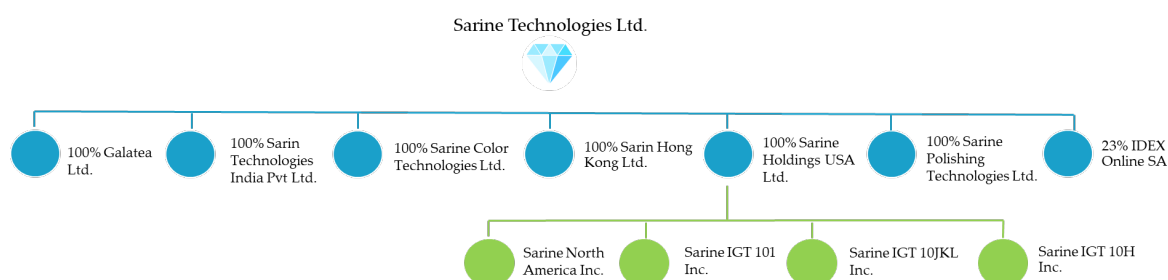 Sarine Technologies Ltd.
100% Galatea
Ltd.
100% Sarin
Technologies
India Pvt Ltd.
100% Sarine Color
Technologies Ltd.
100% Sarin Hong
Kong Ltd.
100% Sarine
Holdings USA
Ltd.
100% Sarine
Polishing
Technologies Ltd.
23% IDEX
Online SA
Sarine North
America Inc.
Sarine IGT 101
Inc.
Sarine IGT 10JKL
Inc.
Sarine IGT 10H
Inc.